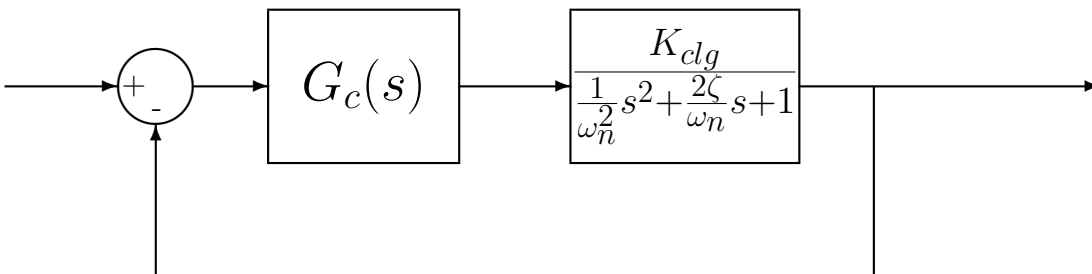 +
-
G_c(s)
K_{clg}
\frac{1}{\omega_n^2}s^2+\frac{2\zeta}{\omega_n}s+1